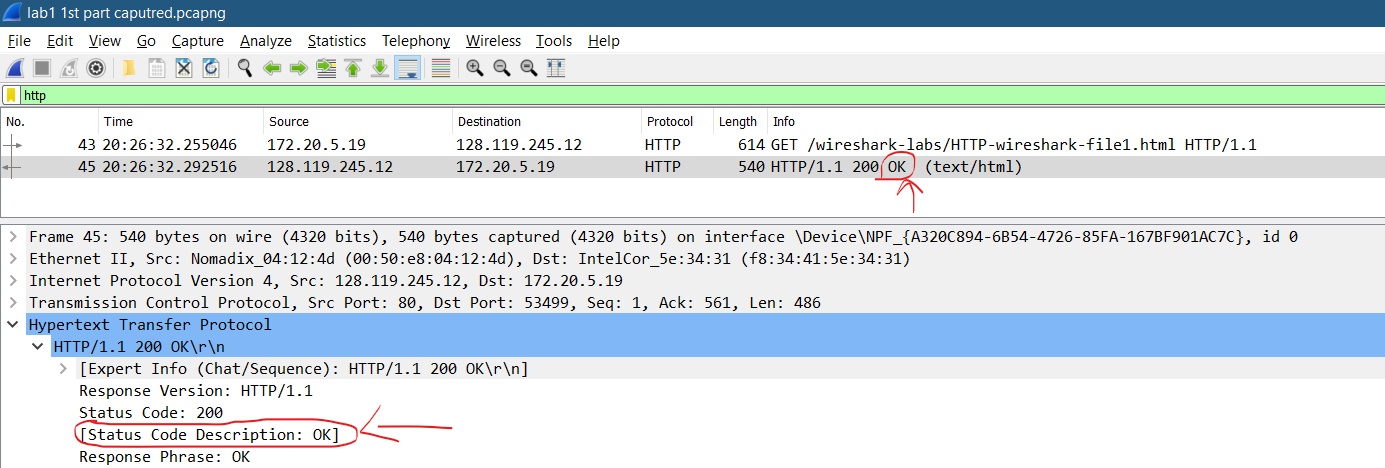 lab1 1st part caputred.pcapng
File Edit View Go Capture Analyze Statistics Telephony Wireless Tools Help
http
No. Time Source Destination Protocol Length Info
43 20:26:32.255046 172.20.5.19 128.119.245.12 HTTP 614 GET /wireshark-labs/HTTP-wireshark-file1.html HTTP/1.1
45 20:26:32.292516 128.119.245.12 172.20.5.19 HTTP 540 HTTP/1.1 200 OK (text/html)
Frame 45: 540 bytes on wire (4320 bits), 540 bytes captured (4320 bits) on interface \Device\NPF_{A320C894-6B54-4726-85FA-167BF901AC7C}, id 0
Ethernet II, Src: Nomadix_04:12:4d (00:50:e8:04:12:4d), Dst: IntelCor_5e:34:31 (f8:34:41:5e:34:31)
Internet Protocol Version 4, Src: 128.119.245.12, Dst: 172.20.5.19
Transmission Control Protocol, Src Port: 80, Dst Port: 53499, Seq: 1, Ack: 561, Len: 486
Hypertext Transfer Protocol
HTTP/1.1 200 OK\r\n
[Expert Info (Chat/Sequence): HTTP/1.1 200 OK\r\n]
Response Version: HTTP/1.1
Status Code: 200
[Status Code Description: OK]
Response Phrase: OK